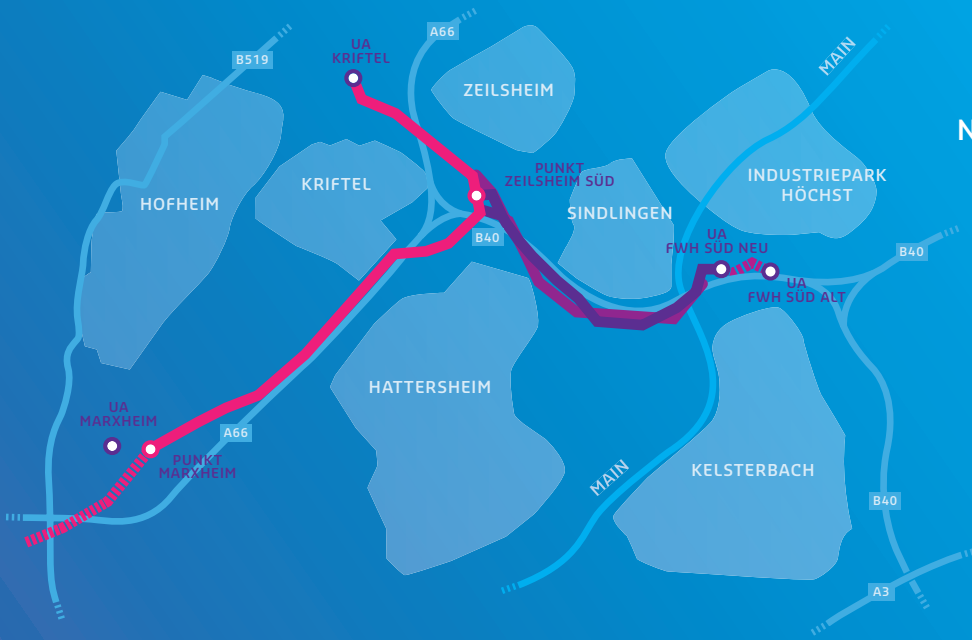 A66
UA
KRIFTEL
B519
MAIN
ZEILSHEIM
N
PUNKT
ZEILSHEIM SÜD
KRIFTEL
INDUSTRIEPARK
HÖCHST
HOFHEIM
SINDLINGEN
B40
UA
FWH SÜD NEU
B40
UA
FWH SÜD ALT
HATTERSHEIM
UA
MARXHEIM
A66
PUNKT
MARXHEIM
MAIN
KELSTERBACH
B40
A3